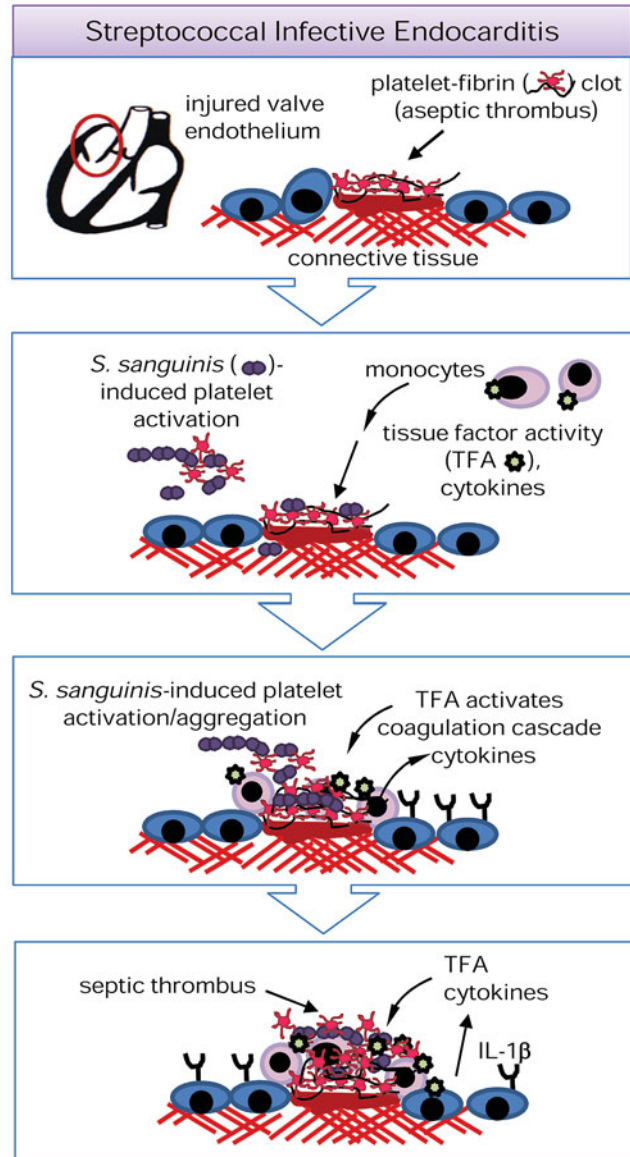 Streptococcal Infective Endocarditis
injured valve
endothelium
platelet-fibrin ( ) clot
(aseptic thrombus)
connective tissue
S. sanguinis ( )-
induced platelet
activation
monocytes
tissue factor activity
(TFA ),
cytokines
S. sanguinis-induced platelet
activation/aggregation
TFA activates
coagulation cascade
cytokines
septic thrombus
TFA
cytokines
IL-1β